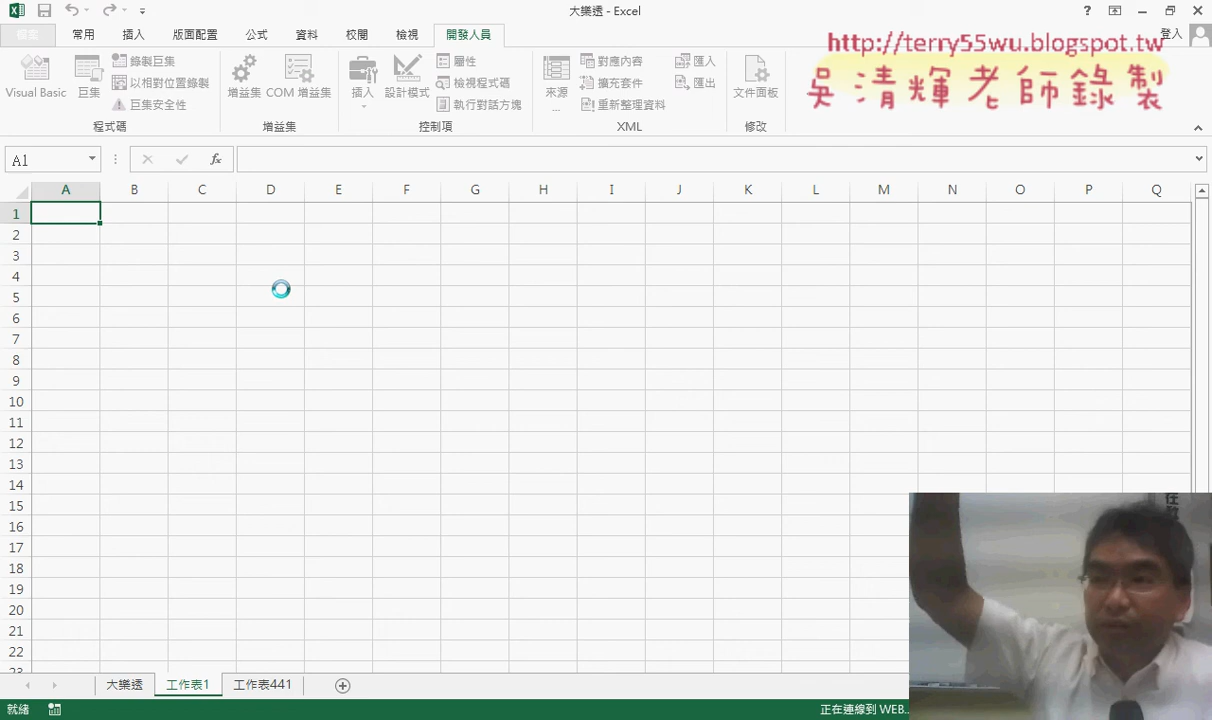 大樂透 - Excel
檔案 常用 插入 版面配置 公式 資料 校閱 檢視 開發人員 登入
http://terry55wu.blogspot.tw
吳清輝老師錄製
Visual Basic 巨集 錄製巨集 以相對位置錄製 巨集安全性 程式碼
增益集 COM 增益集 增益集
插入 設計模式 屬性 檢視程式碼 執行對話方塊 控制項
來源... 對應內容 擴充套件 重新整理資料 匯入 匯出 XML
文件面板 修改
A1 fx
A B C D E F G H I J K L M N O P Q
1
2
3
4
5
6
7
8
9
10
11
12
13
14
15
16
17
18
19
20
21
22
23
大樂透 工作表1 工作表441
就緒 正在連線到 WEB..